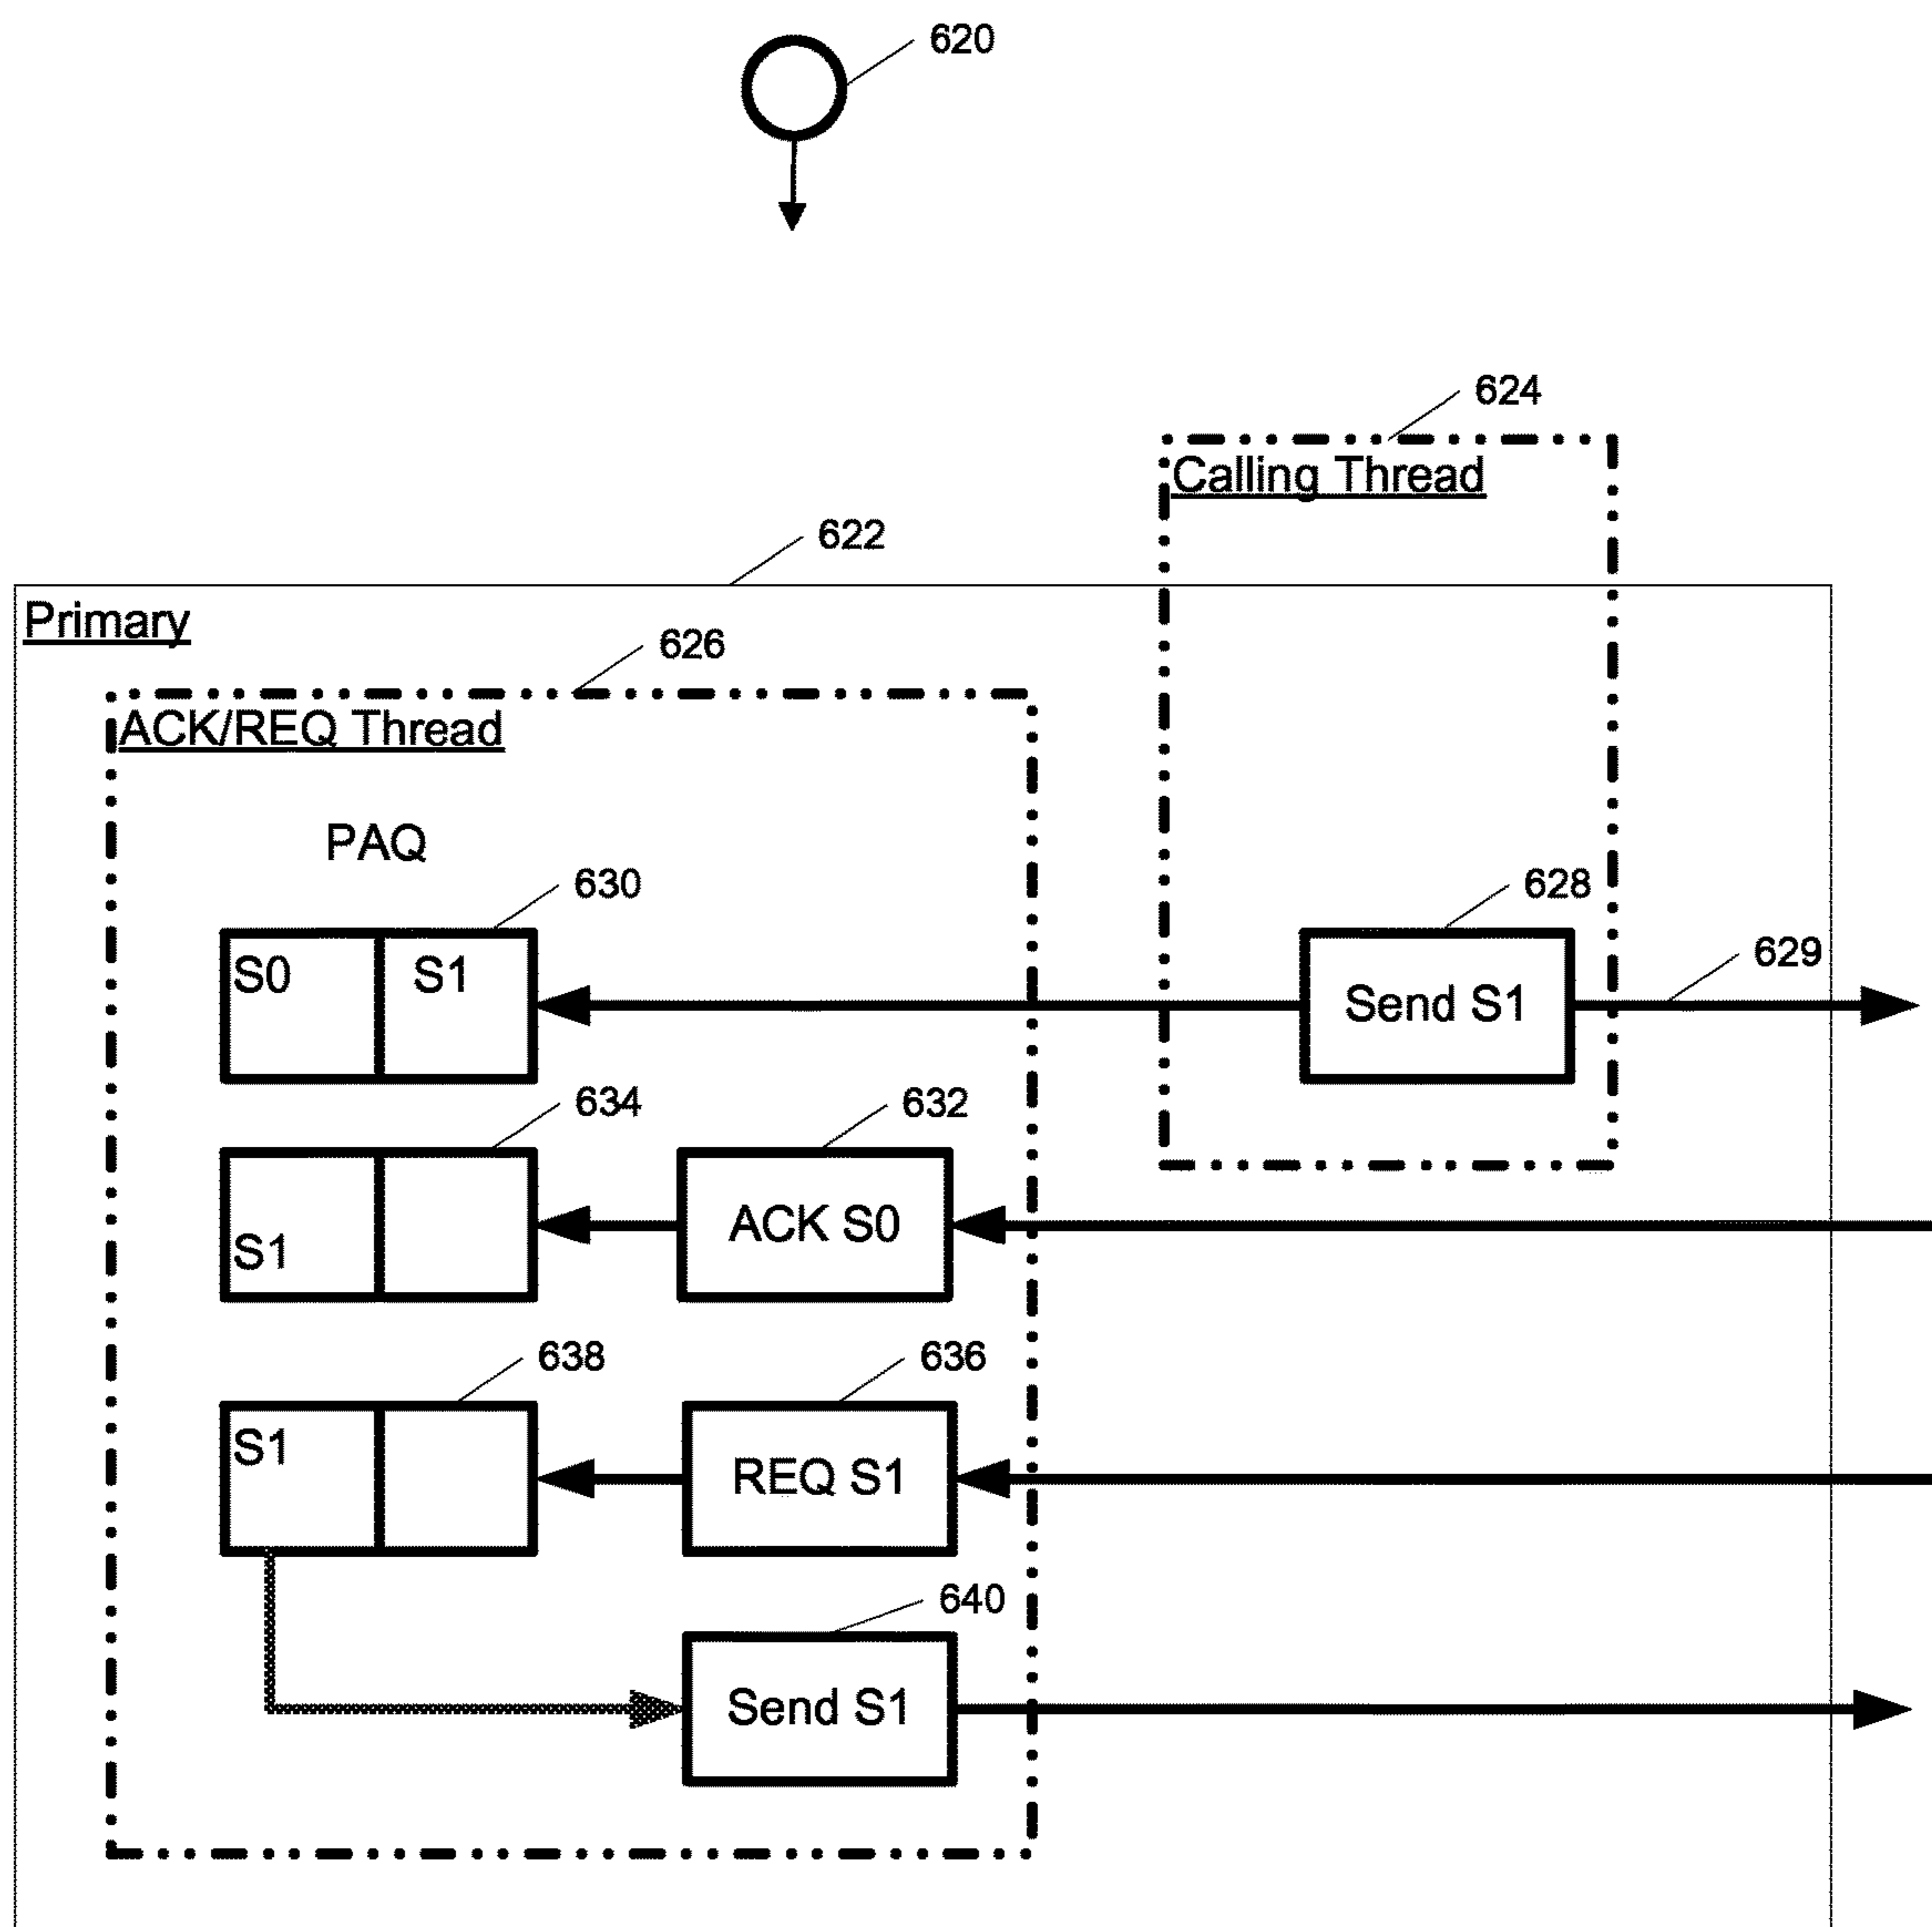 620
624
Calling Thread
622
Primary
626
ACK/REQ Thread
PAQ
630
628
629
S0
S1
Send S1
634
632
S1
ACK S0
638
636
S1
REQ S1
640
Send S1